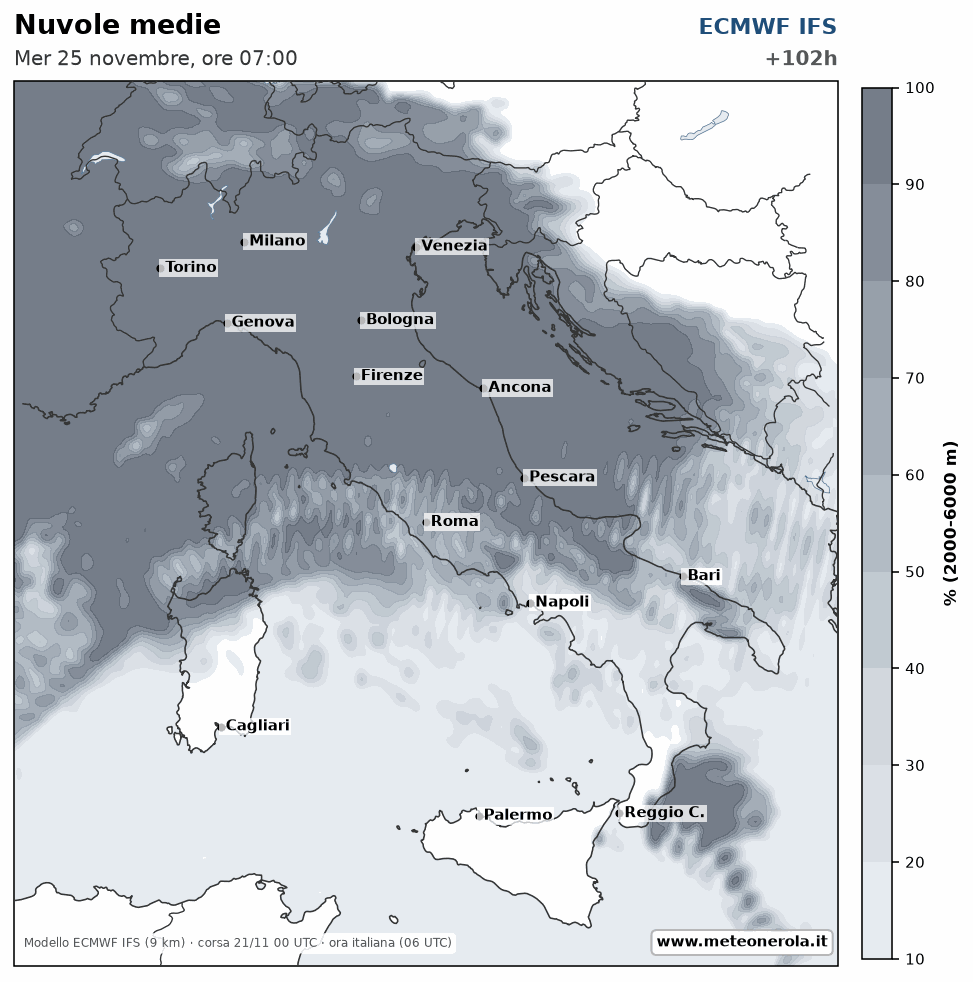 Nuvole medie
ECMWF IFS
Mer 25 novembre, ore 07:00
+102h
Milano
Venezia
Torino
Genova
Bologna
Firenze
Ancona
Pescara
Roma
Bari
Napoli
Cagliari
Palermo
Reggio C.
Modello ECMWF IFS (9 km) · corsa 21/11 00 UTC · ora italiana (06 UTC)
www.meteonerola.it
100
90
80
70
60
50
40
30
20
10
% (2000-6000 m)